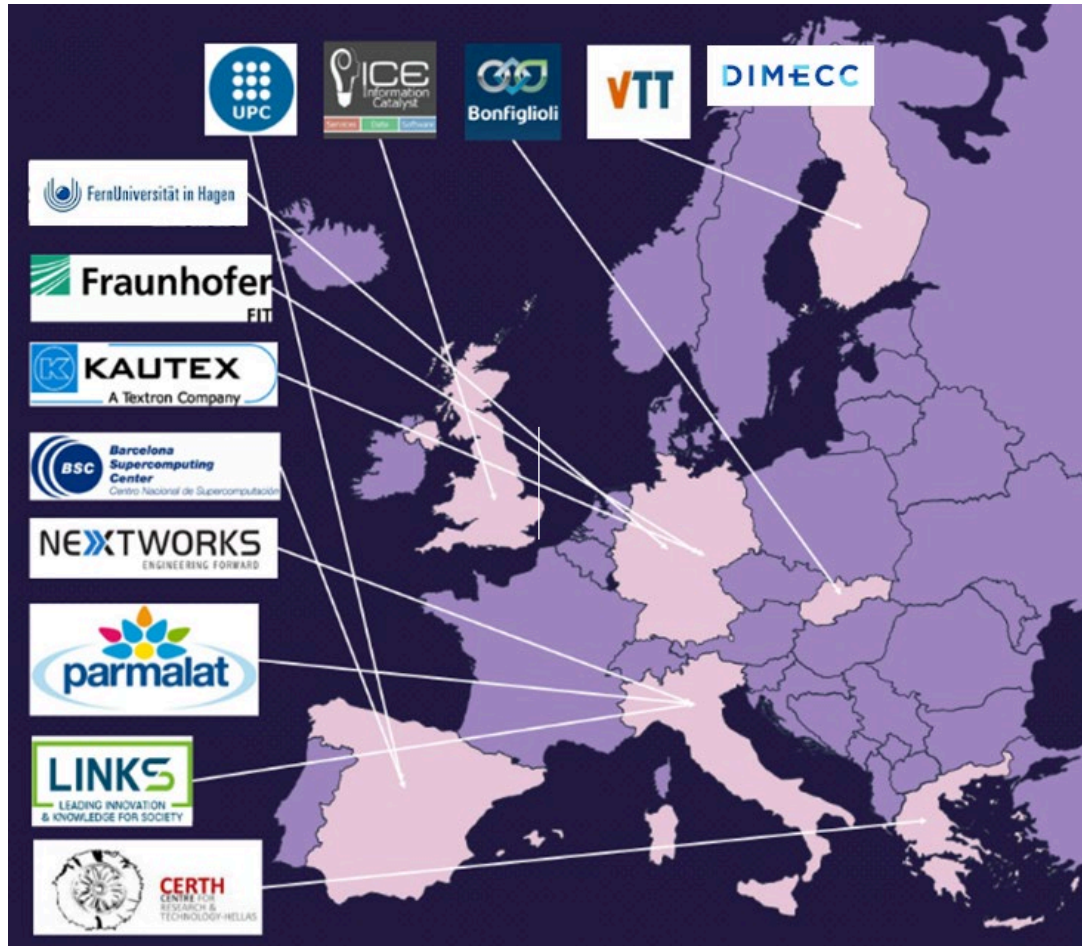 UPC
ICE
Information
Catalyst
Services Data Software
Bonfiglioli
VTT
DIMECC
FernUniversität in Hagen
Fraunhofer
FIT
K KAUTEX
A Textron Company
BSC
Barcelona
Supercomputing
Center
Centro Nacional de Supercomputación
NEXTWORKS
ENGINEERING FORWARD
parmalat
LINKS
LEADING INNOVATION
& KNOWLEDGE FOR SOCIETY
CERTH
CENTRE FOR
RESEARCH &
TECHNOLOGY-HELLAS